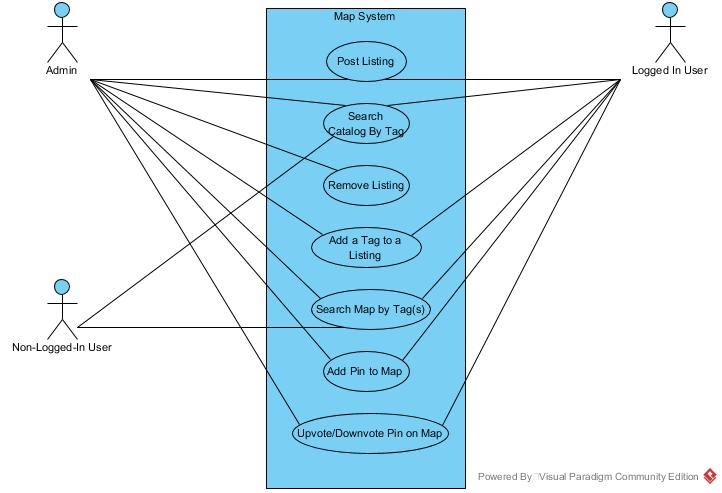 Map System
Post Listing
Admin
Logged In User
Search
Catalog By Tag
Remove Listing
Add a Tag to a
Listing
Search Map by Tag(s)
Non-Logged-In User
Add Pin to Map
Upvote/Downvote Pin on Map
Powered By Visual Paradigm Community Edition